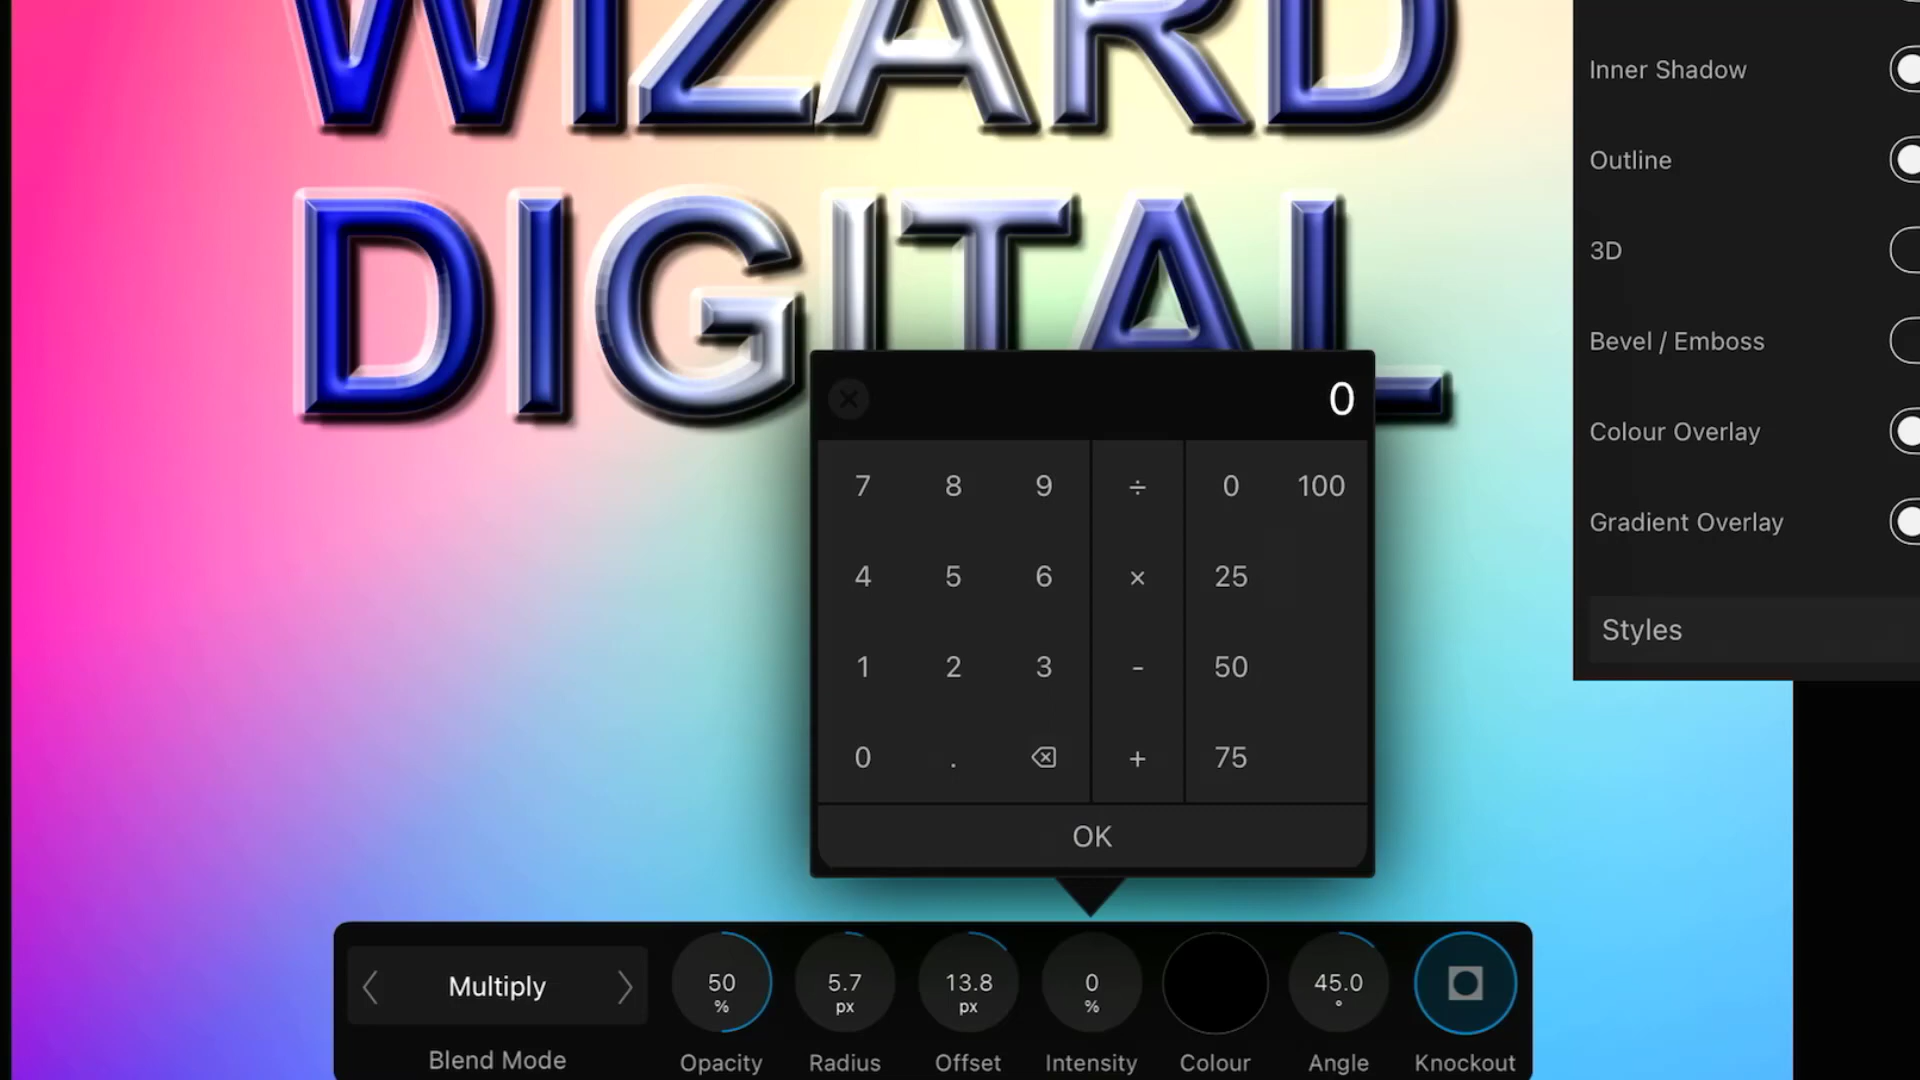 WIZARD
DIGITAL
Inner Shadow
Outline
3D
Bevel / Emboss
Colour Overlay
Gradient Overlay
Styles
0
7 8 9 ÷ 0 100
4 5 6 × 25
1 2 3 - 50
0 . + 75
OK
Multiply
Blend Mode
50 %
Opacity
5.7 px
Radius
13.8 px
Offset
0 %
Intensity
Colour
45.0 °
Angle
Knockout